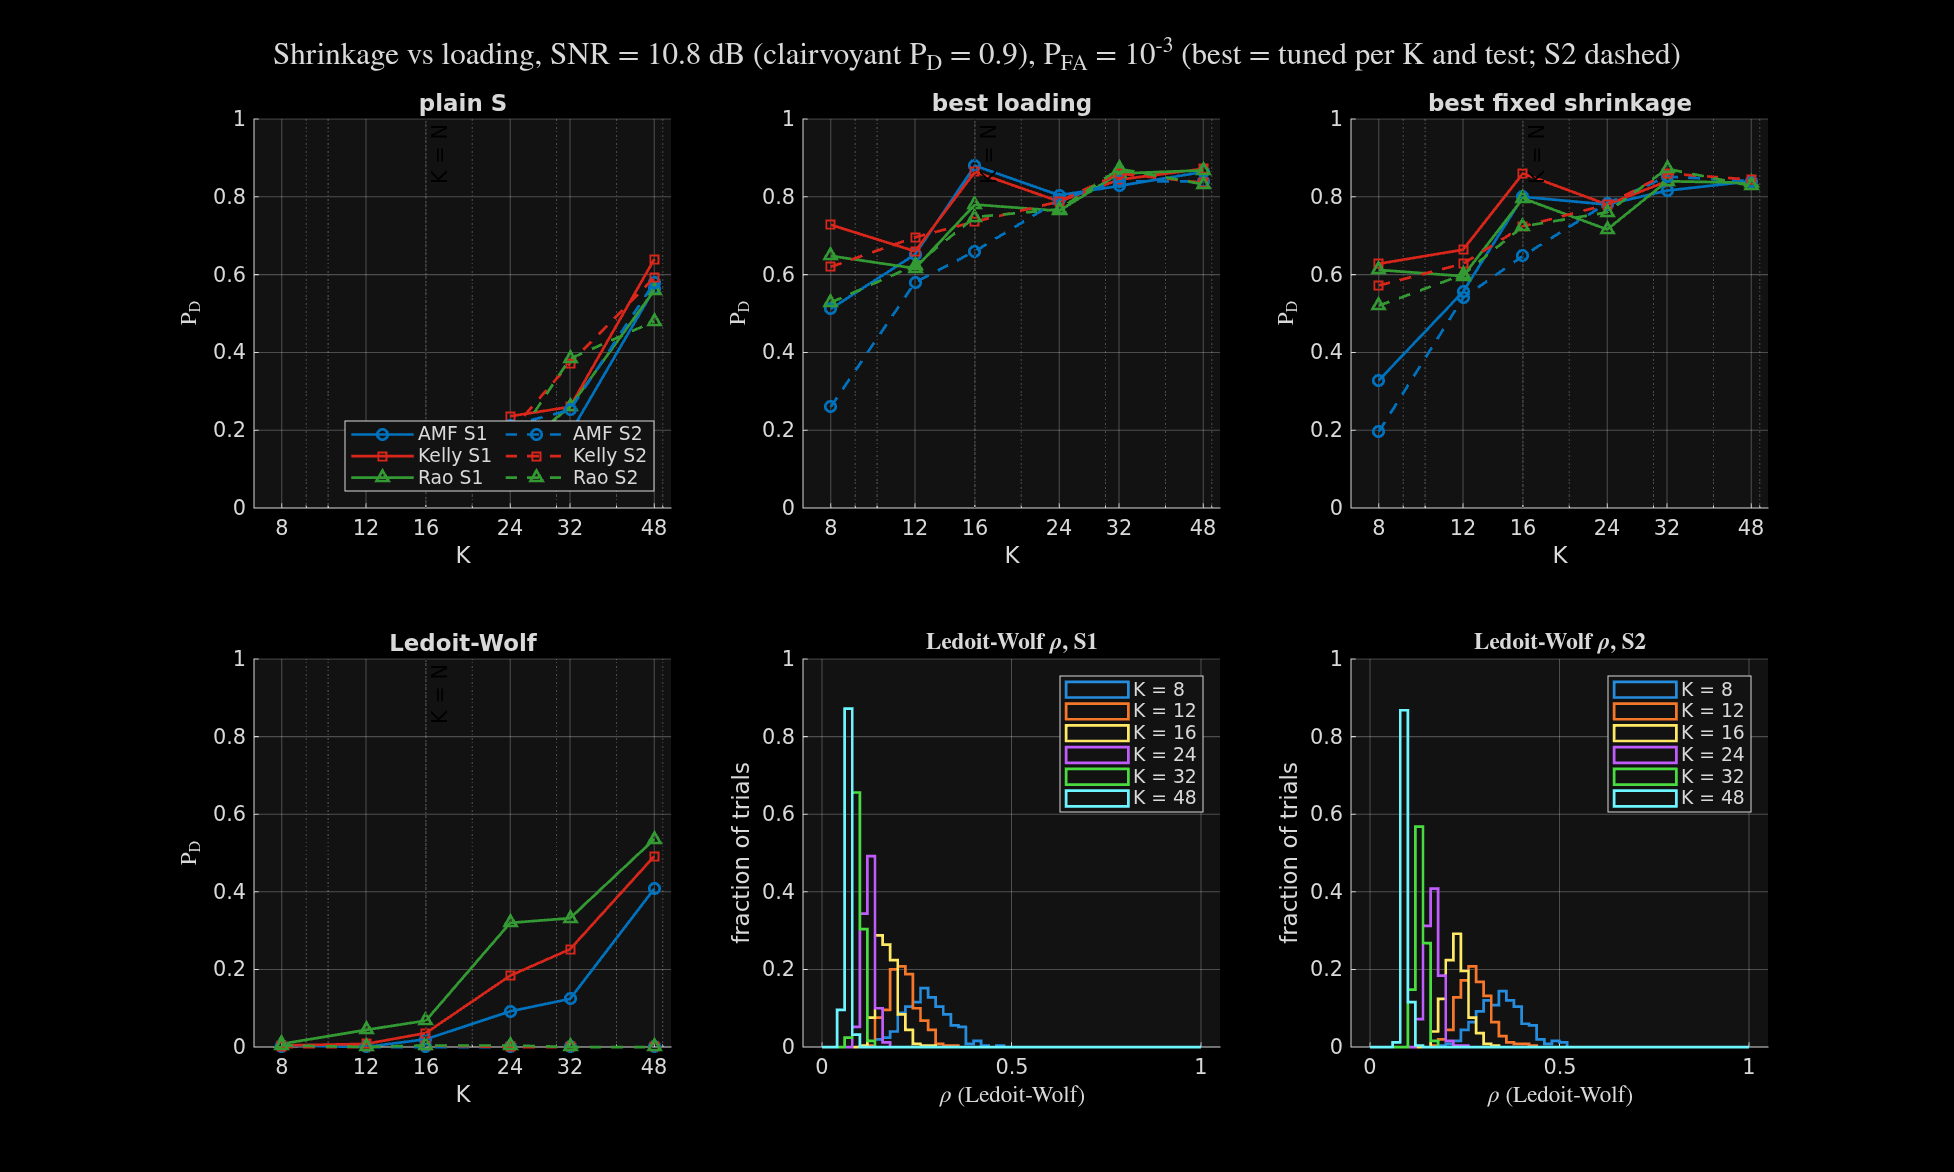 Shrinkage vs loading, SNR = 10.8 dB (clairvoyant P_D = 0.9), P_FA = 10^-3 (best = tuned per K and test; S2 dashed)
plain S
1
0.8
0.6
0.4
0.2
0
P_D
K = N
AMF S1
AMF S2
Kelly S1
Kelly S2
Rao S1
Rao S2
8 12 16 24 32 48
K
best loading
1
0.8
0.6
0.4
0.2
0
P_D
= N
8 12 16 24 32 48
K
best fixed shrinkage
1
0.8
0.6
0.4
0.2
0
P_D
K = N
8 12 16 24 32 48
K
Ledoit-Wolf
1
0.8
0.6
0.4
0.2
0
P_D
K = N
8 12 16 24 32 48
K
Ledoit-Wolf ρ, S1
1
0.8
0.6
0.4
0.2
0
fraction of trials
K = 8
K = 12
K = 16
K = 24
K = 32
K = 48
0 0.5 1
ρ (Ledoit-Wolf)
Ledoit-Wolf ρ, S2
1
0.8
0.6
0.4
0.2
0
fraction of trials
K = 8
K = 12
K = 16
K = 24
K = 32
K = 48
0 0.5 1
ρ (Ledoit-Wolf)